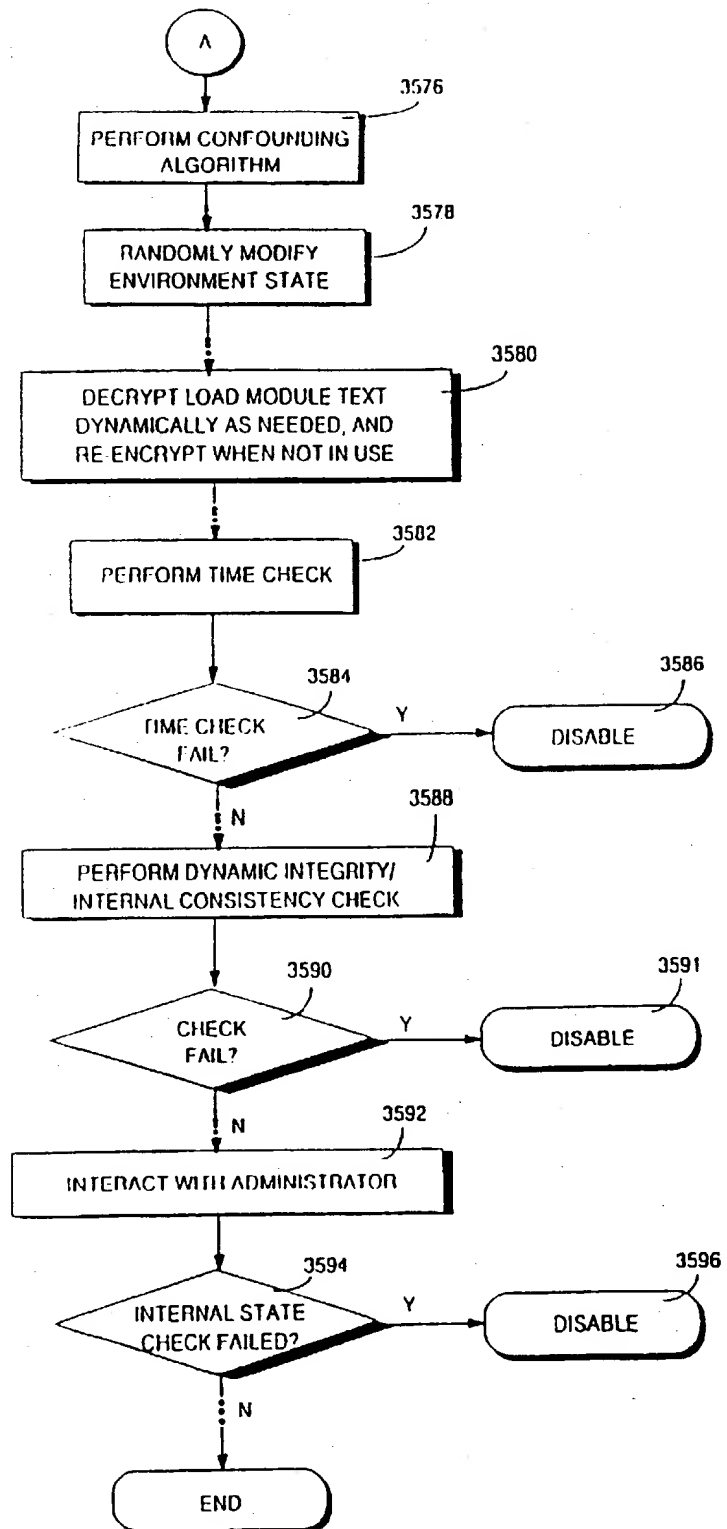 A
3576
PERFORM CONFOUNDING
ALGORITHM
3578
RANDOMLY MODIFY
ENVIRONMENT STATE
3580
DECRYPT LOAD MODULE TEXT
DYNAMICALLY AS NEEDED, AND
RE-ENCRYPT WHEN NOT IN USE
3582
PERFORM TIME CHECK
3584
TIME CHECK
FAIL?
Y
3586
DISABLE
N
3588
PERFORM DYNAMIC INTEGRITY/
INTERNAL CONSISTENCY CHECK
3590
CHECK
FAIL?
Y
3591
DISABLE
N
3592
INTERACT WITH ADMINISTRATOR
3594
INTERNAL STATE
CHECK FAILED?
Y
3596
DISABLE
N
END